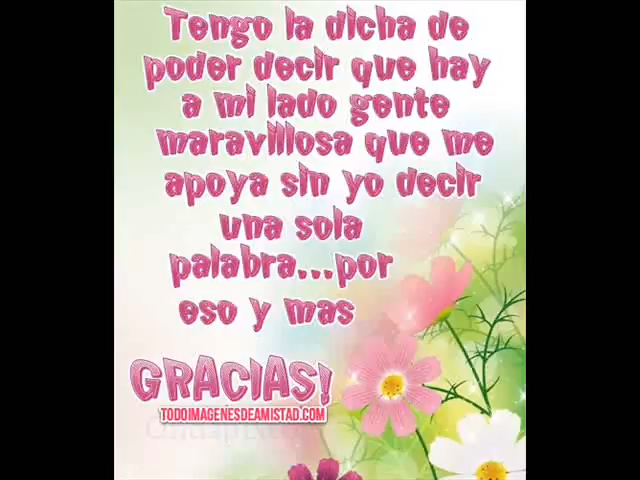 Tengo la dicha de
poder decir que hay
a mi lado gente
maravillosa que me
apoya sin yo decir
una sola
palabra...por
eso y mas
GRACIAS!
TODOIMAGENESDEAMISTAD.COM